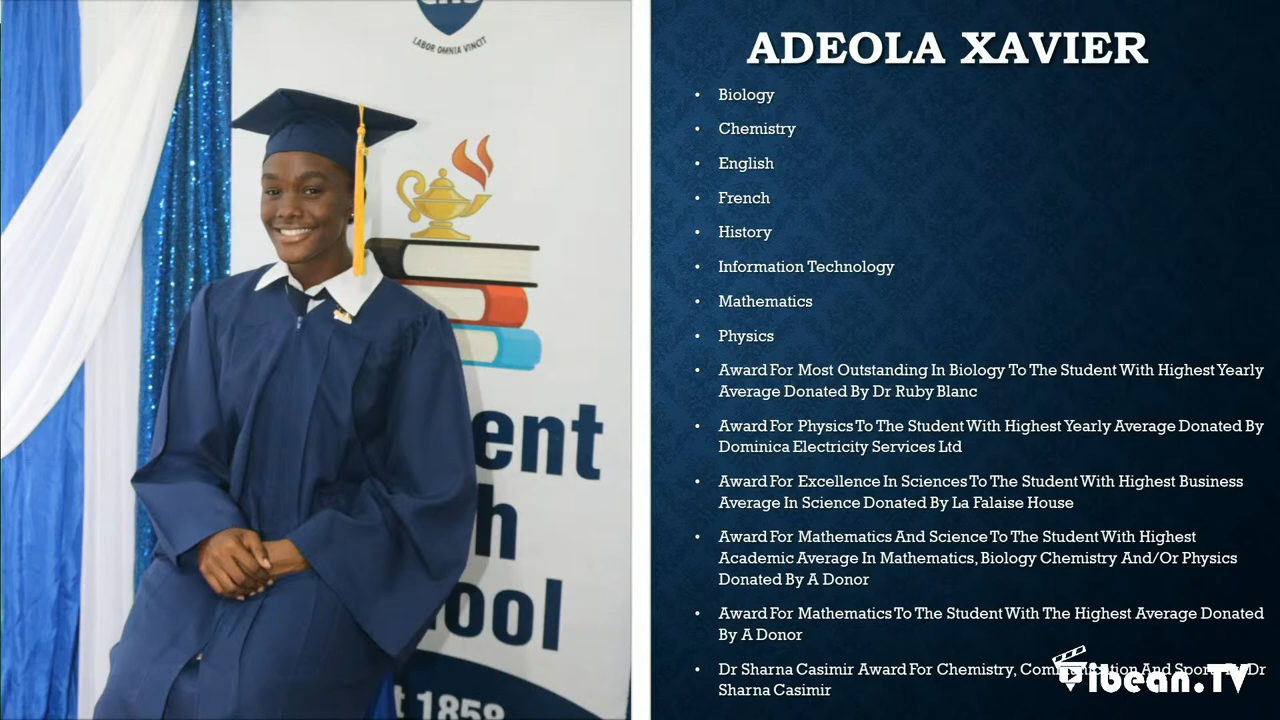 LABOR OMNIA VINCIT
ent
h
ool
t 1858
ADEOLA XAVIER
• Biology
• Chemistry
• English
• French
• History
• Information Technology
• Mathematics
• Physics
• Award For Most Outstanding In Biology To The Student With Highest Yearly
Average Donated By Dr Ruby Blanc
• Award For Physics To The Student With Highest Yearly Average Donated By
Dominica Electricity Services Ltd
• Award For Excellence In Sciences To The Student With Highest Business
Average In Science Donated By La Falaise House
• Award For Mathematics And Science To The Student With Highest
Academic Average In Mathematics, Biology Chemistry And/Or Physics
Donated By A Donor
• Award For Mathematics To The Student With The Highest Average Donated
By A Donor
• Dr Sharna Casimir Award For Chemistry, And Dr
Sharna Casimir
Vibean.TV